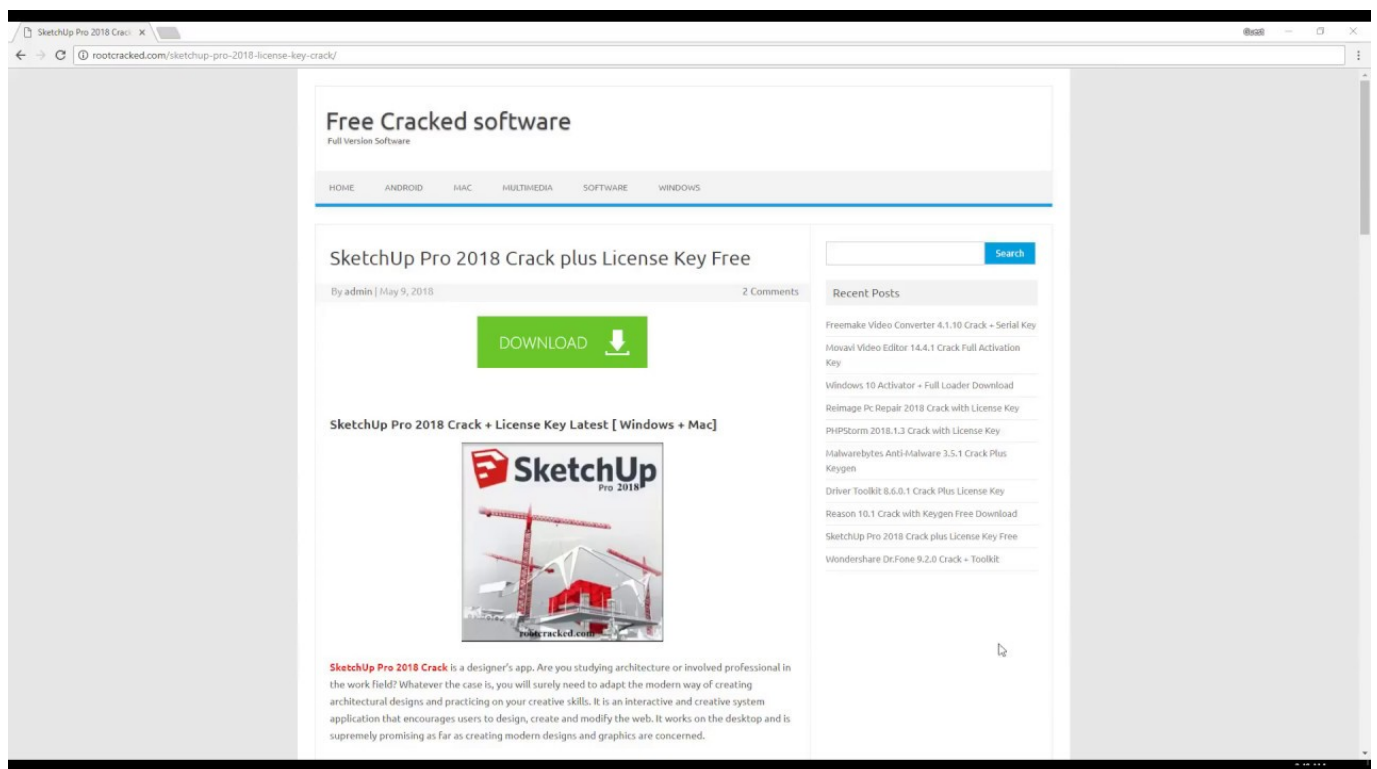 SketchUp Pro 2018 Crac
rootcracked.com/sketchup-pro-2018-license-key-crack/
Free Cracked software
Full Version Software
HOME ANDROID MAC MULTIMEDIA SOFTWARE WINDOWS
SketchUp Pro 2018 Crack plus License Key Free
By admin | May 9, 2018 2 Comments
DOWNLOAD
SketchUp Pro 2018 Crack + License Key Latest [ Windows + Mac]
SketchUp
Pro 2018
rootcracked.com
SketchUp Pro 2018 Crack is a designer's app. Are you studying architecture or involved professional in
the work field? Whatever the case is, you will surely need to adapt the modern way of creating
architectural designs and practicing on your creative skills. It is an interactive and creative system
application that encourages users to design, create and modify the web. It works on the desktop and is
supremely promising as far as creating modern designs and graphics are concerned.
Search
Recent Posts
Freemake Video Converter 4.1.10 Crack + Serial Key
Movavi Video Editor 14.4.1 Crack Full Activation
Key
Windows 10 Activator + Full Loader Download
Reimage Pc Repair 2018 Crack with License Key
PHPStorm 2018.1.3 Crack with License Key
Malwarebytes Anti-Malware 3.5.1 Crack Plus
Keygen
Driver Toolkit 8.6.0.1 Crack Plus License Key
Reason 10.1 Crack with Keygen Free Download
SketchUp Pro 2018 Crack plus License Key Free
Wondershare Dr.Fone 9.2.0 Crack + Toolkit